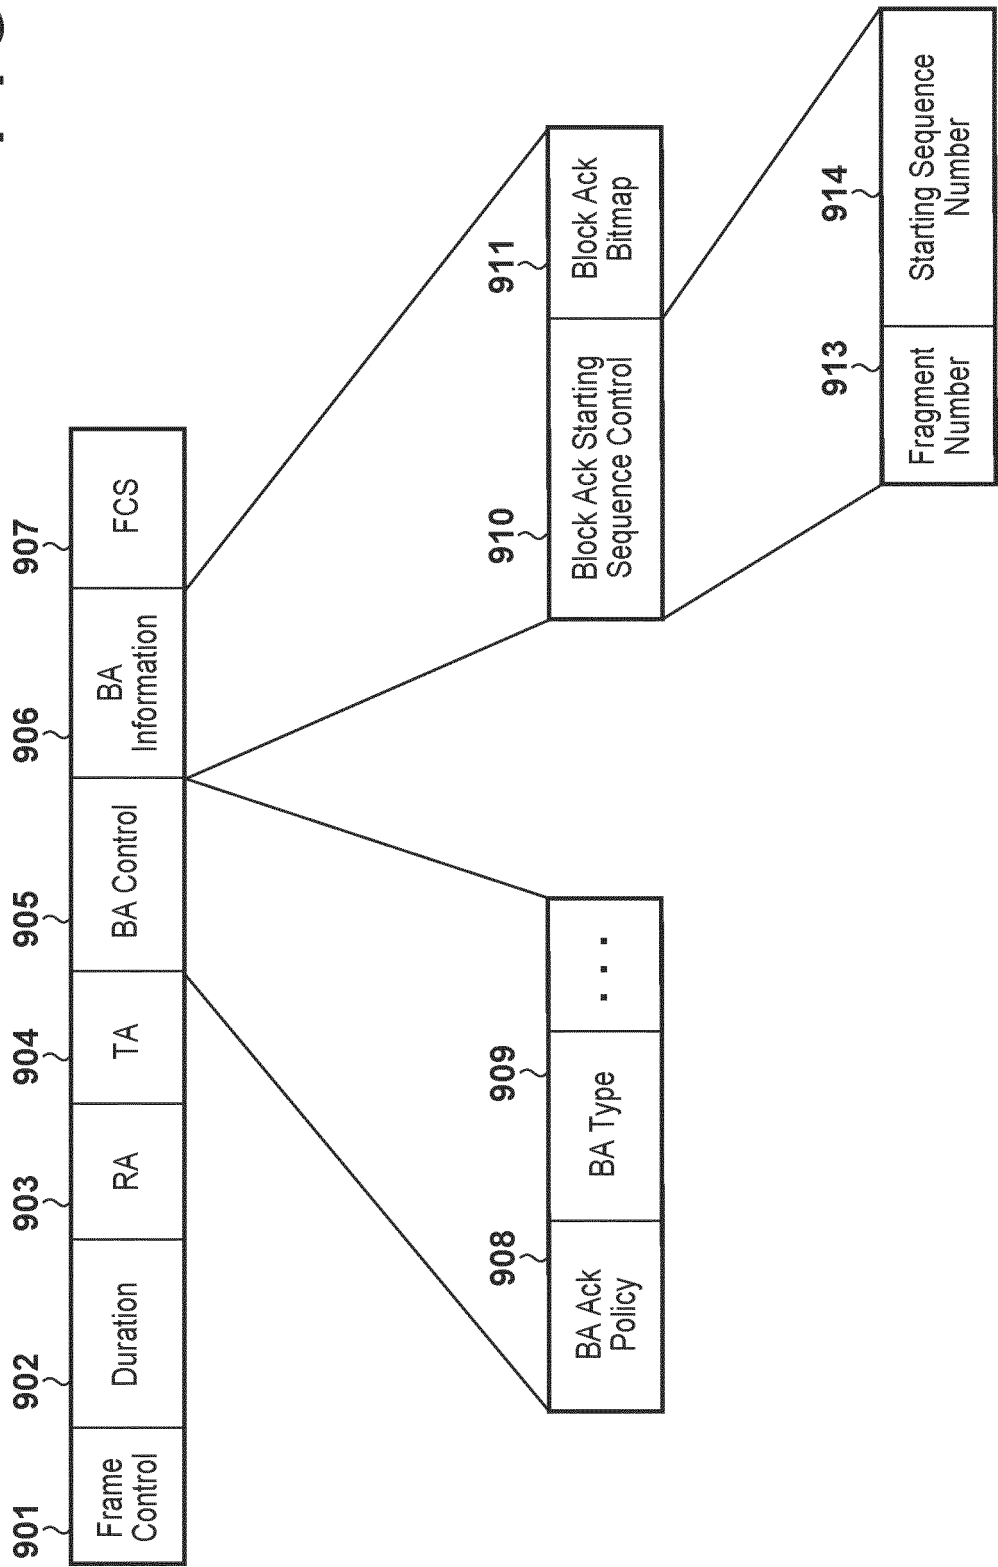 901
902
903
904
905
906
907
Frame
Control
Duration
RA
TA
BA Control
BA
Information
FCS
908
909
910
911
BA Ack
Policy
BA Type
...
Block Ack Starting
Sequence Control
Block Ack
Bitmap
913
914
Fragment
Number
Starting Sequence
Number